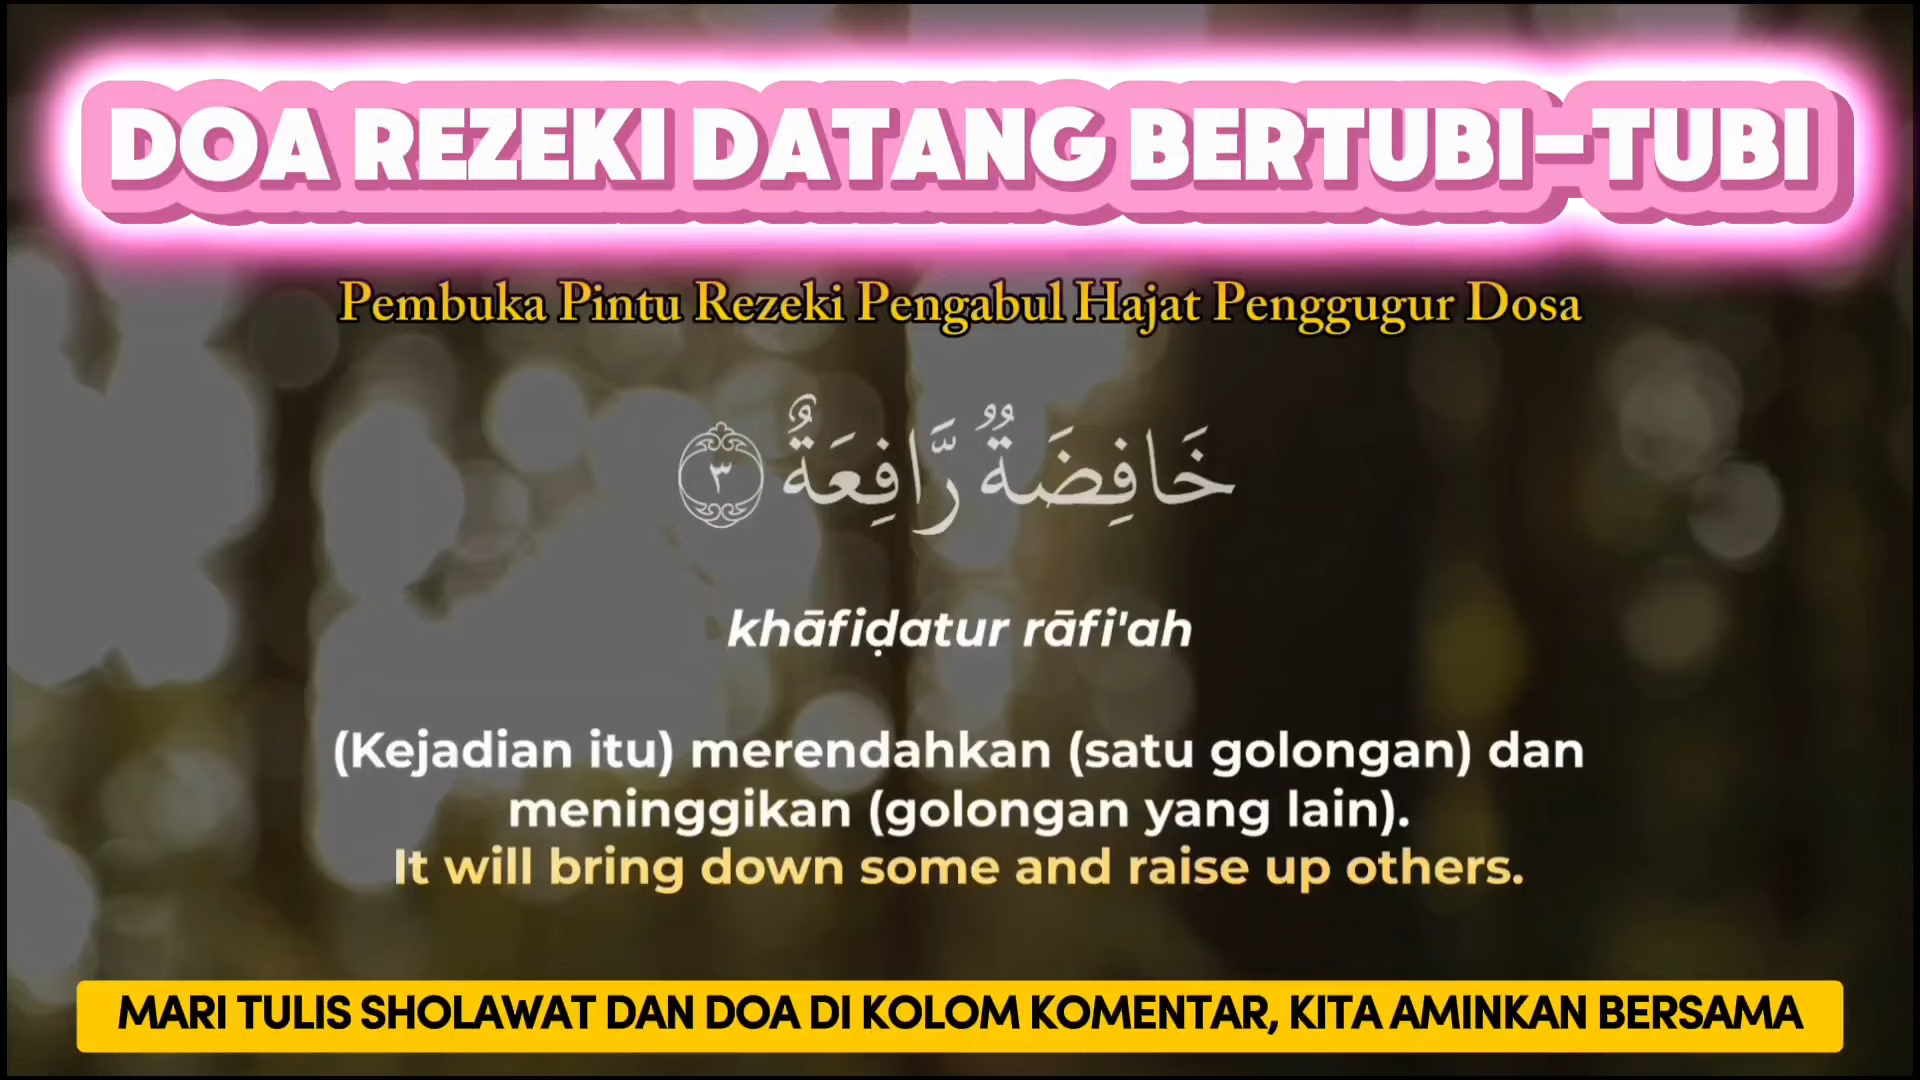 DOA REZEKI DATANG BERTUBI-TUBI
Pembuka Pintu Rezeki Pengabul Hajat Penggugur Dosa
خَافِضَةٌ رَّافِعَةٌ ٣
khāfiḍatur rāfi'ah
(Kejadian itu) merendahkan (satu golongan) dan
meninggikan (golongan yang lain).
It will bring down some and raise up others.
MARI TULIS SHOLAWAT DAN DOA DI KOLOM KOMENTAR, KITA AMINKAN BERSAMA